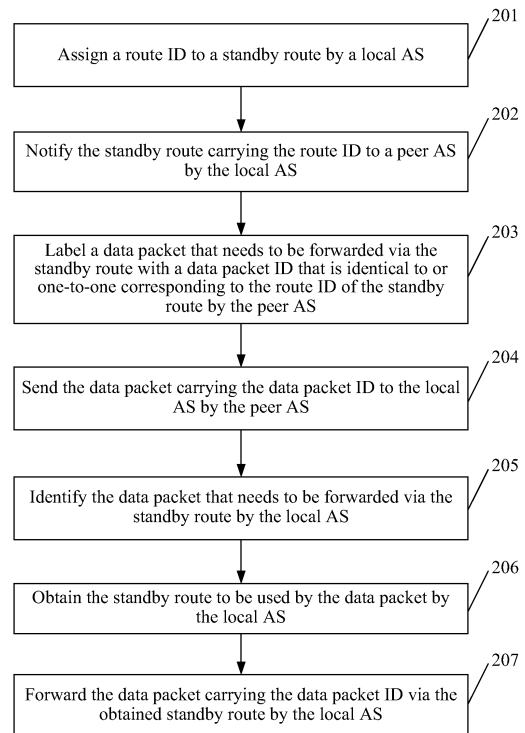 201
Assign a route ID to a standby route by a local AS
202
Notify the standby route carrying the route ID to a peer AS
by the local AS
203
Label a data packet that needs to be forwarded via the
standby route with a data packet ID that is identical to or
one-to-one corresponding to the route ID of the standby
route by the peer AS
204
Send the data packet carrying the data packet ID to the local
AS by the peer AS
205
Identify the data packet that needs to be forwarded via the
standby route by the local AS
206
Obtain the standby route to be used by the data packet by
the local AS
207
Forward the data packet carrying the data packet ID via the
obtained standby route by the local AS